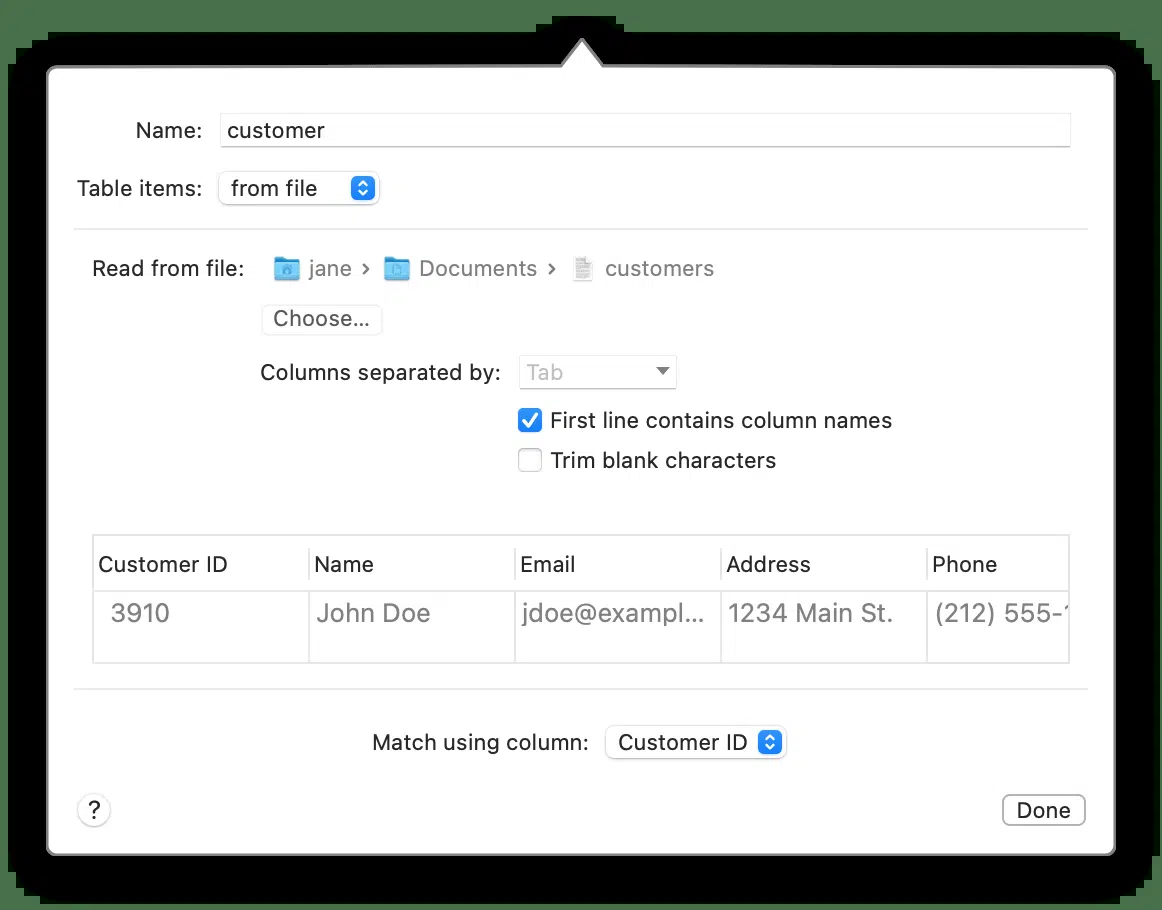 Name: customer
Table items: from file
Read from file: jane › Documents › customers
Choose...
Columns separated by: Tab
First line contains column names
Trim blank characters
Customer ID Name Email Address Phone
3910 John Doe jdoe@exampl... 1234 Main St. (212) 555-
Match using column: Customer ID
? Done